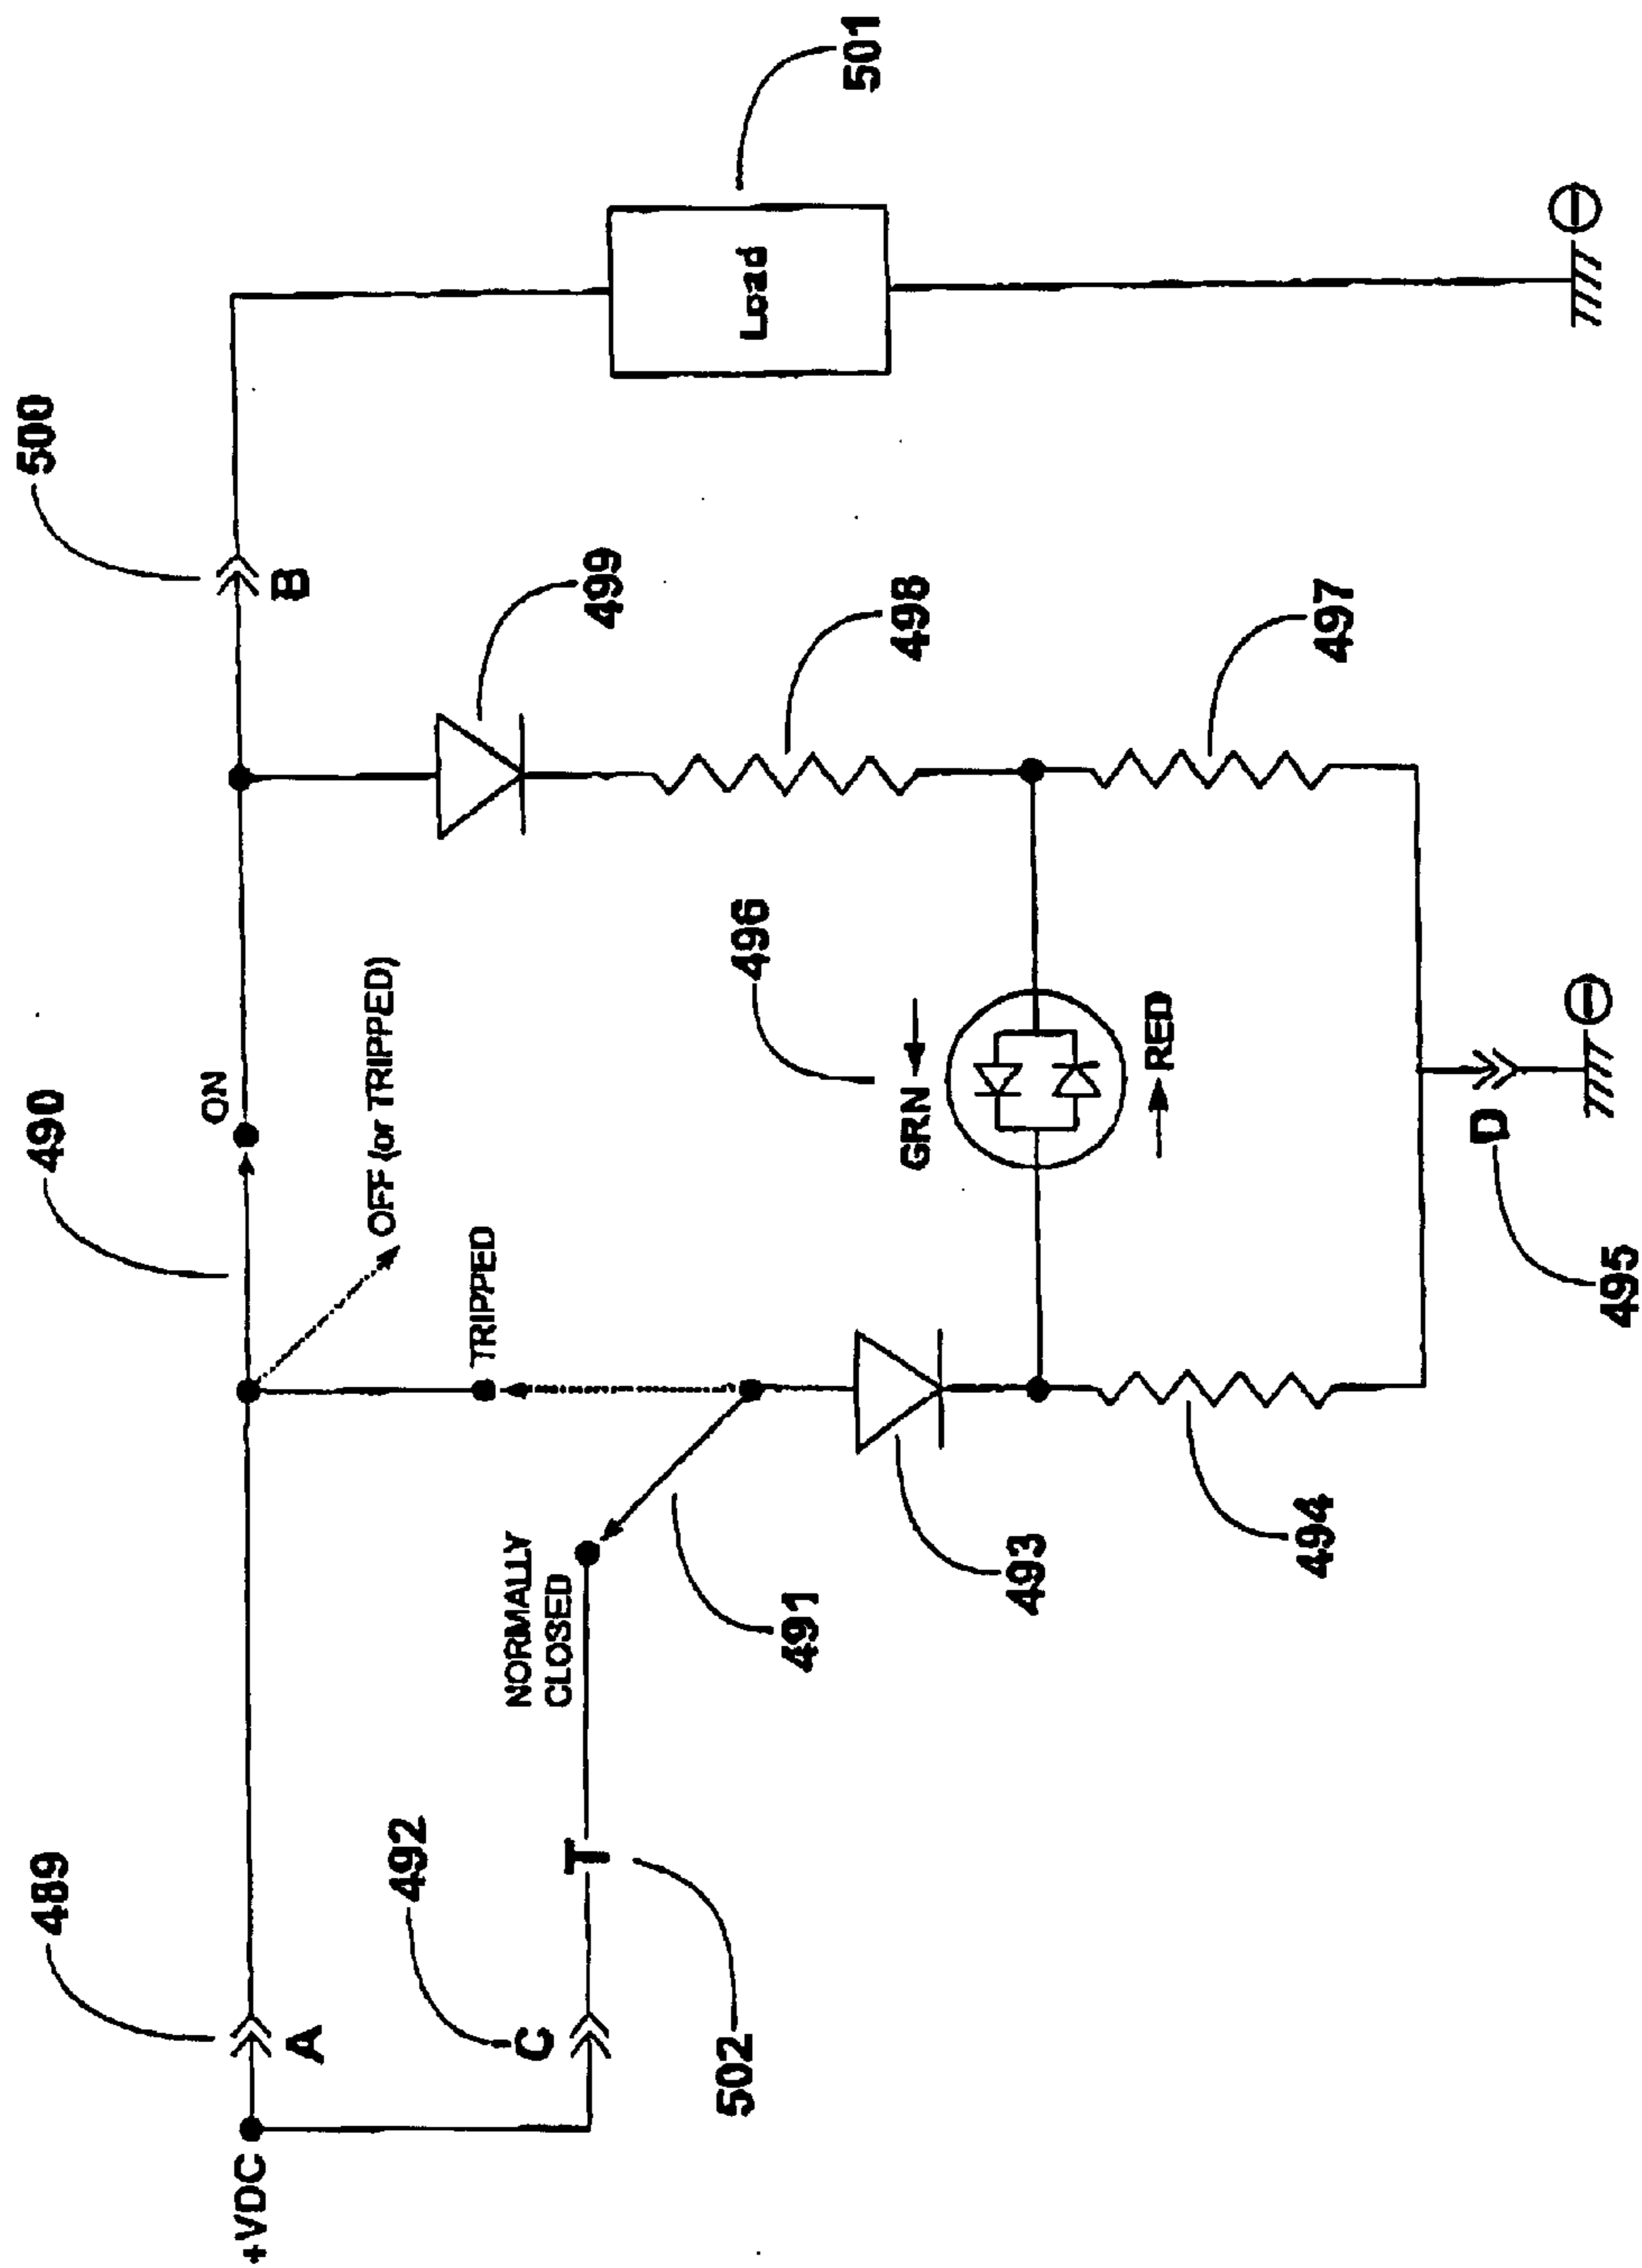 489
490
500
+VDC
A
ON
B
OFF (or TRIPPED)
501
492
C
T
502
NORMALLY
CLOSED
TRIPPED
499
491
493
GRN
496
498
Load
RED
494
497
D
495